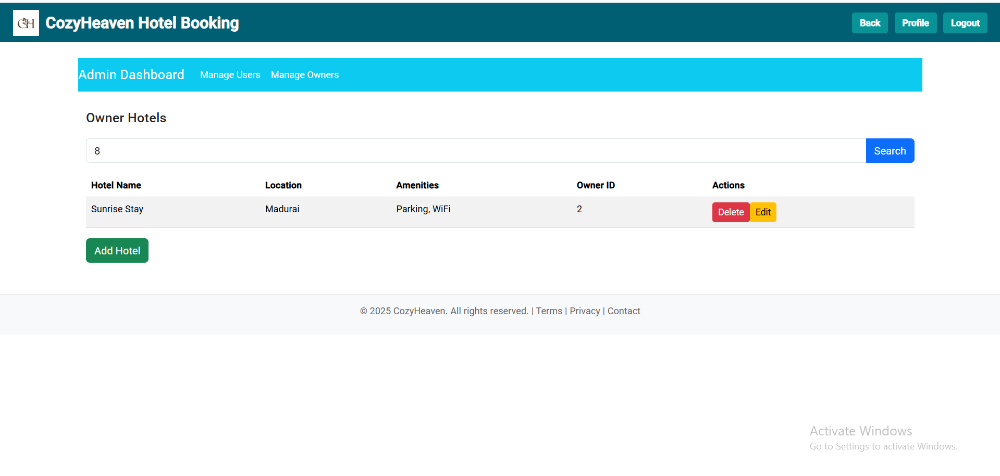 CH CozyHeaven Hotel Booking Back Profile Logout
Admin Dashboard Manage Users Manage Owners
Owner Hotels
8 Search
Hotel Name Location Amenities Owner ID Actions
Sunrise Stay Madurai Parking, WiFi 2 Delete Edit
Add Hotel
© 2025 CozyHeaven. All rights reserved. | Terms | Privacy | Contact
Activate Windows
Go to Settings to activate Windows.